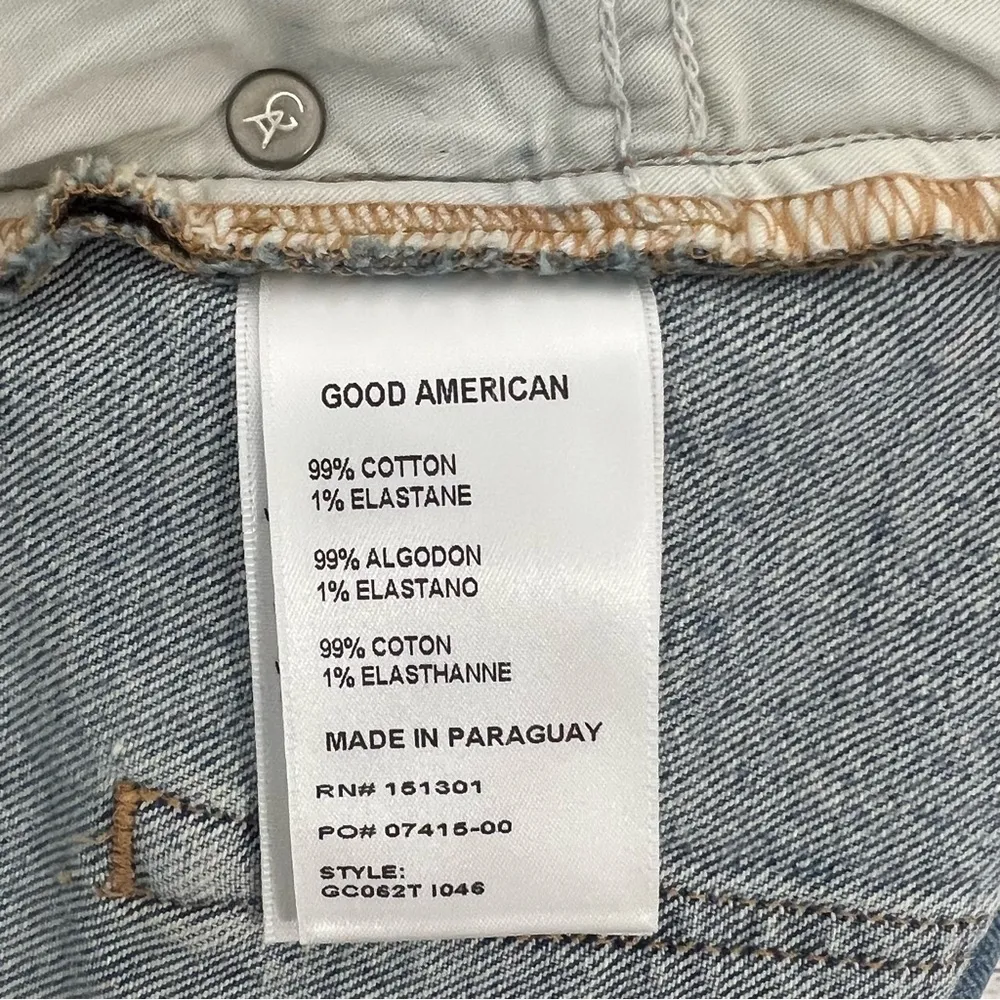 GOOD AMERICAN
99% COTTON
1% ELASTANE
99% ALGODON
1% ELASTANO
99% COTON
1% ELASTHANNE
MADE IN PARAGUAY
RN# 151301
PO# 07415-00
STYLE:
GC062T I046